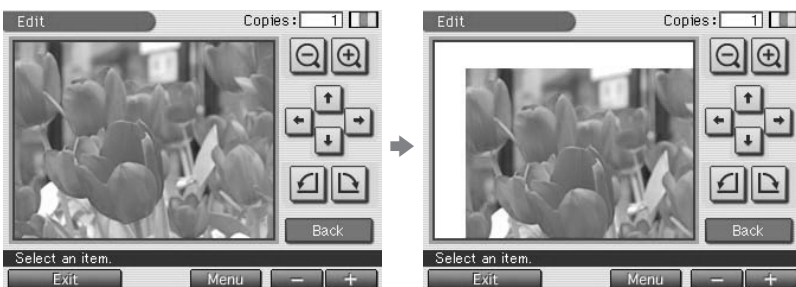 Edit Copies: 1
Back
Select an item.
Exit Menu − +
Edit Copies: 1
Back
Select an item.
Exit Menu − +